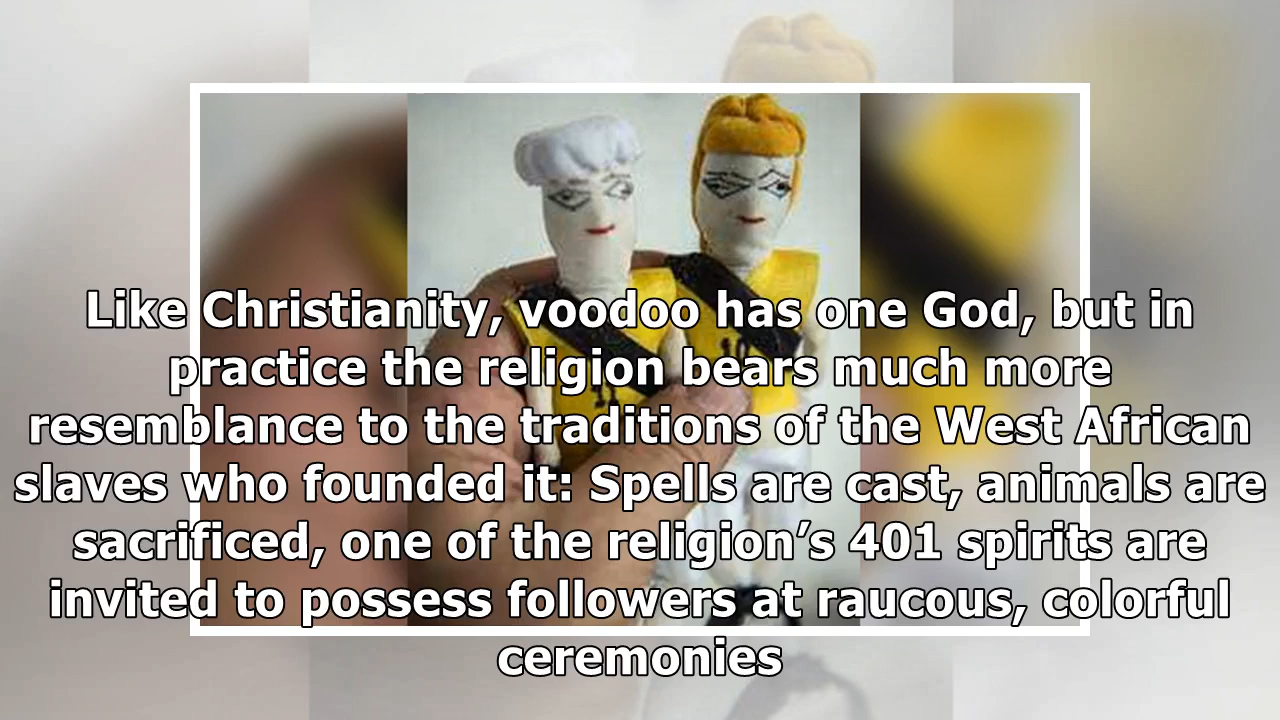 Like Christianity, voodoo has one God, but in
practice the religion bears much more
resemblance to the traditions of the West African
slaves who founded it: Spells are cast, animals are
sacrificed, one of the religion’s 401 spirits are
invited to possess followers at raucous, colorful
ceremonies